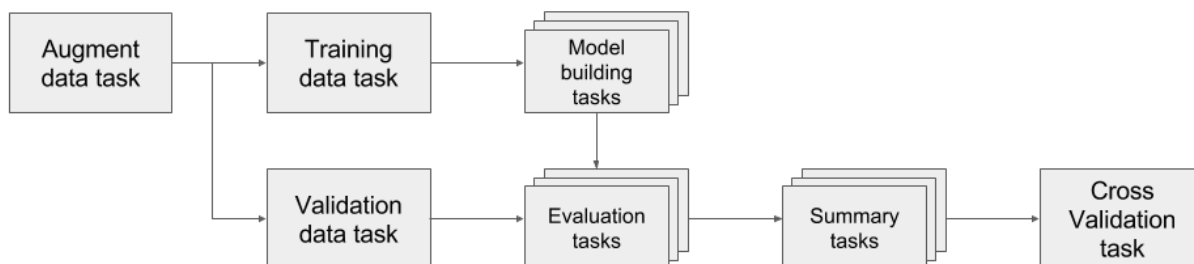 Augment
data task
Training
data task
Model
building
tasks
Validation
data task
Evaluation
tasks
Summary
tasks
Cross
Validation
task